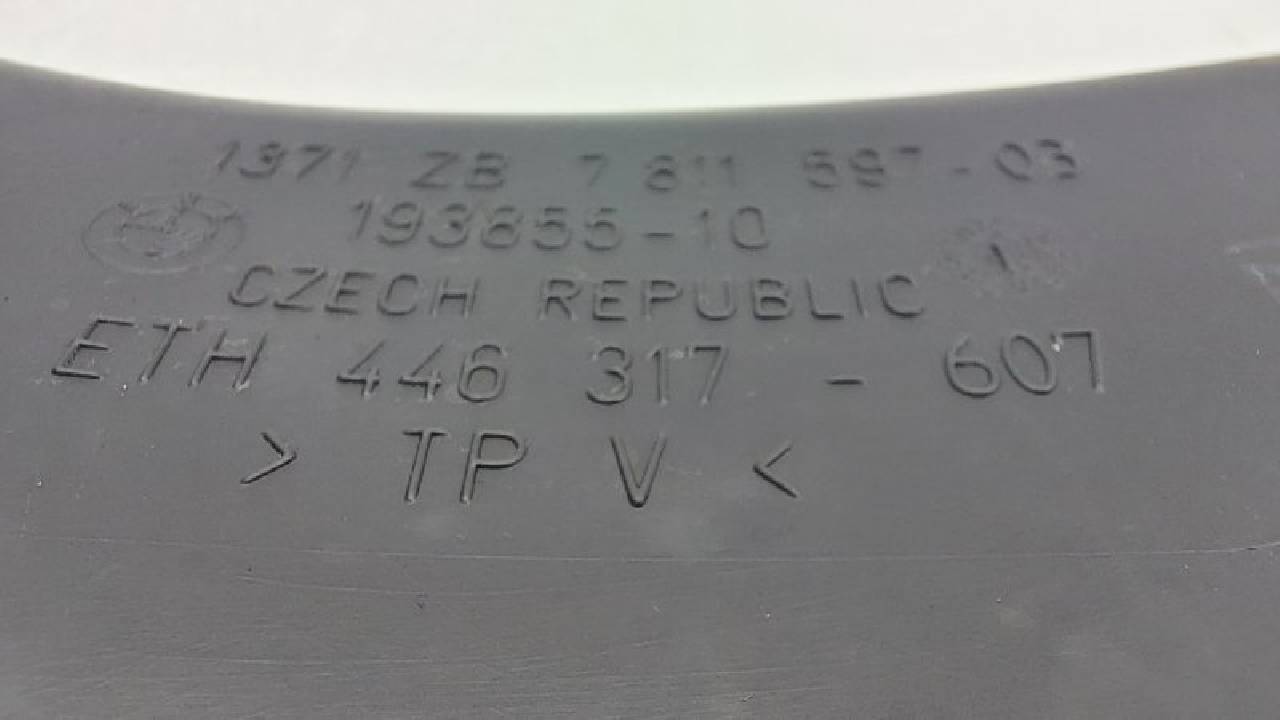 1371 ZB 7 811 597-03
193855-10
CZECH REPUBLIC
ETH 446 317 - 607
> TP V <